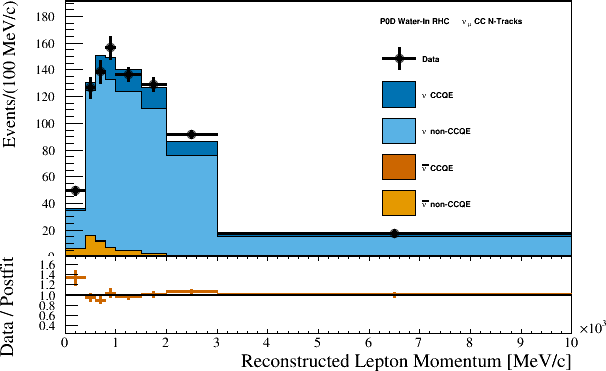 Events/(100 MeV/c)
180
160
140
120
100
80
60
40
20
0
P0D Water-In RHC ν μ CC N-Tracks
Data
ν CCQE
ν non-CCQE
ν̅ CCQE
ν̅ non-CCQE
Data / Postfit
1.6
1.4
1.2
1.0
0.8
0.6
0.4
0 1 2 3 4 5 6 7 8 9 10
×10³
Reconstructed Lepton Momentum [MeV/c]